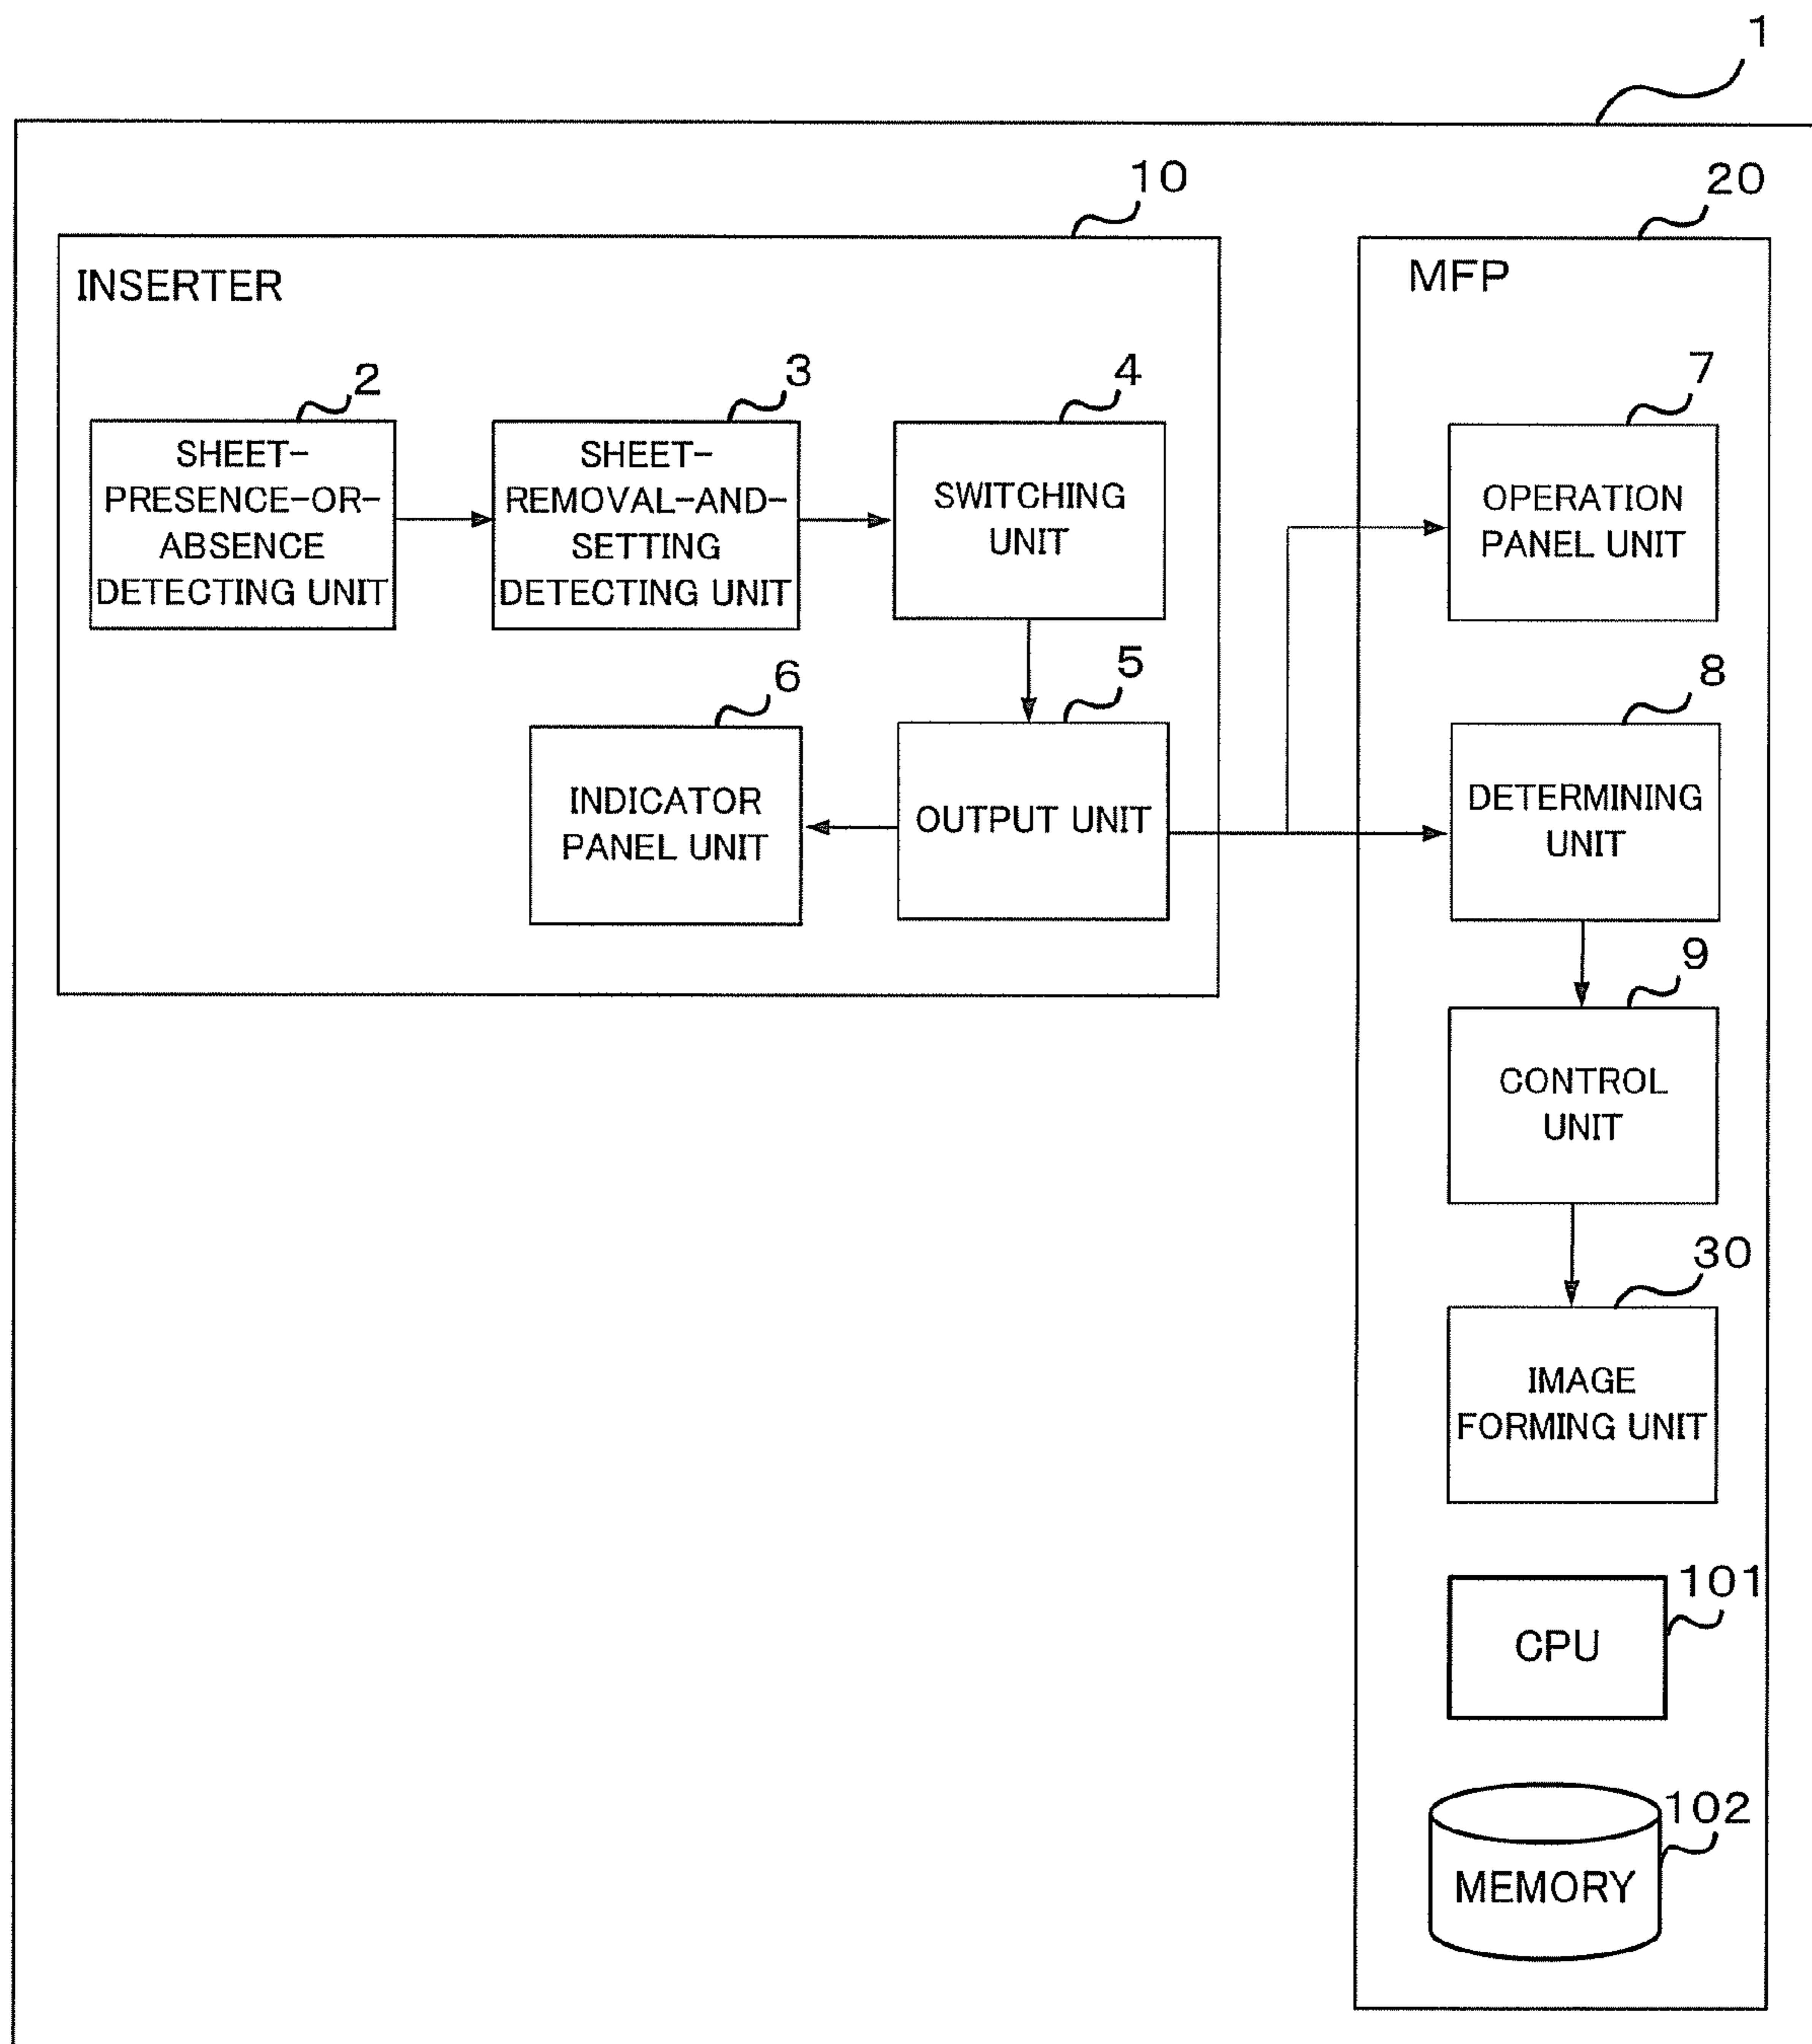 1
10
20
INSERTER
MFP
2
3
4
7
SHEET-
PRESENCE-OR-
ABSENCE
DETECTING UNIT
SHEET-
REMOVAL-AND-
SETTING
DETECTING UNIT
SWITCHING
UNIT
OPERATION
PANEL UNIT
6
5
8
INDICATOR
PANEL UNIT
OUTPUT UNIT
DETERMINING
UNIT
9
CONTROL
UNIT
30
IMAGE
FORMING UNIT
101
CPU
102
MEMORY